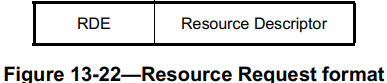 RDE Resource Descriptor
Figure 13-22—Resource Request format